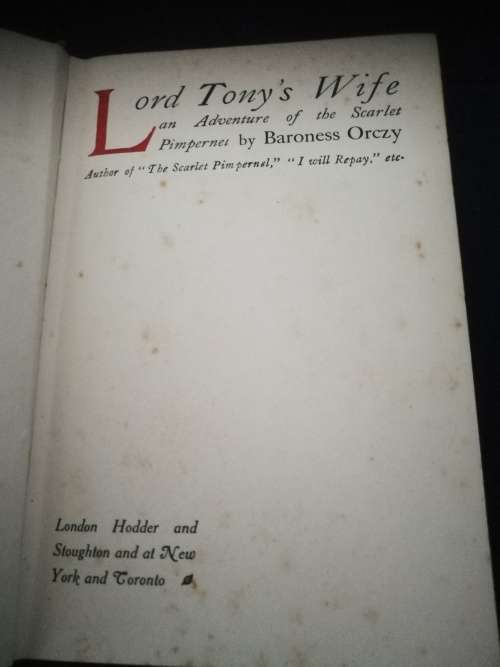 Lord Tony's Wife
an Adventure of the Scarlet
Pimpernel by Baroness Orczy
Author of "The Scarlet Pimpernel," "I will Repay," etc.
London Hodder and
Stoughton and at New
York and Toronto